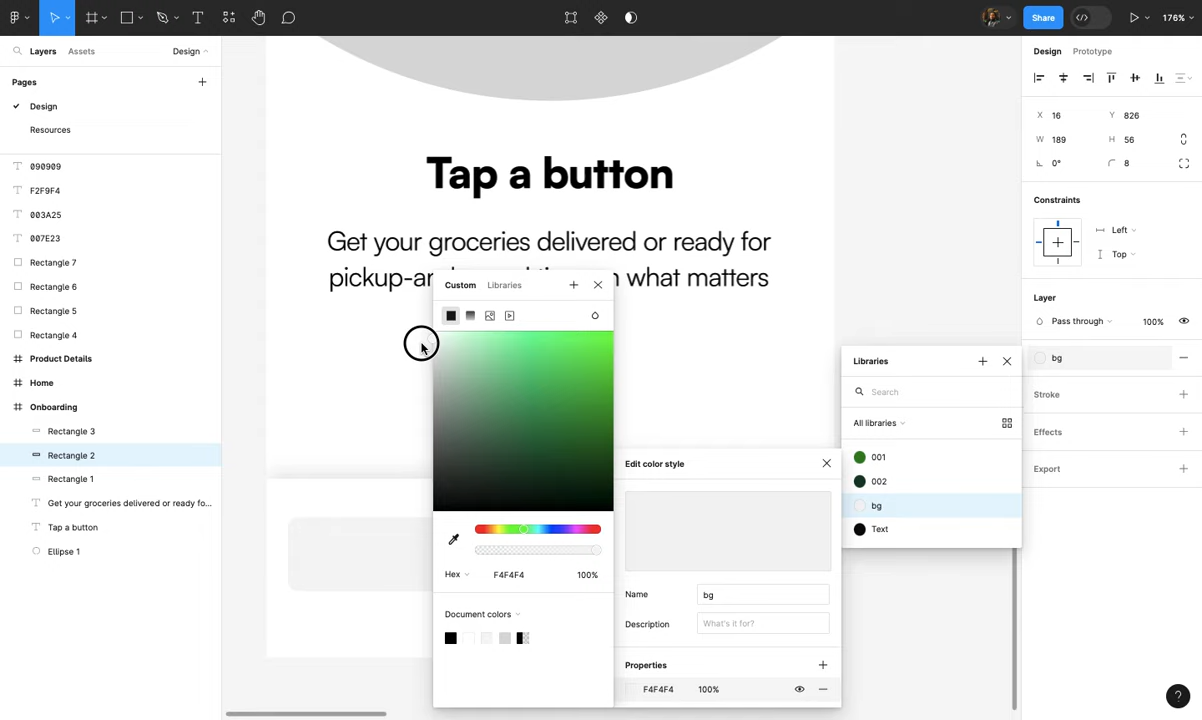 Share
176%
Layers
Assets
Design
Pages
Design
Resources
090909
F2F9F4
003A25
007E23
Rectangle 7
Rectangle 6
Rectangle 5
Rectangle 4
Product Details
Home
Onboarding
Rectangle 3
Rectangle 2
Rectangle 1
Get your groceries delivered or ready fo...
Tap a button
Ellipse 1
Tap a button
Get your groceries delivered or ready for
what matters
Custom
Libraries
Hex
F4F4F4
100%
Document colors
Edit color style
Name
bg
Description
What's it for?
Properties
F4F4F4
100%
Libraries
Search
All libraries
001
002
bg
Text
Design
Prototype
X 16
Y 826
W 189
H 56
0°
8
Constraints
Left
Top
Layer
Pass through
100%
bg
Stroke
Effects
Export
?